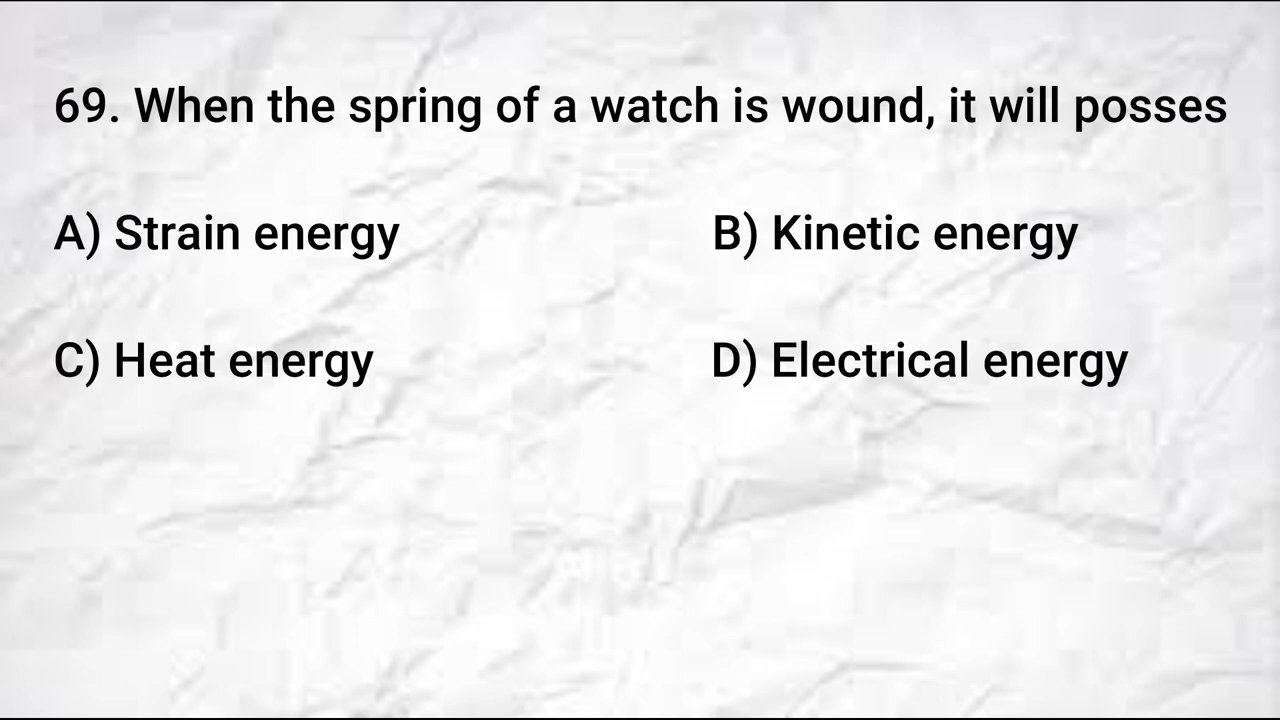 69. When the spring of a watch is wound, it will posses
A) Strain energy B) Kinetic energy
C) Heat energy D) Electrical energy